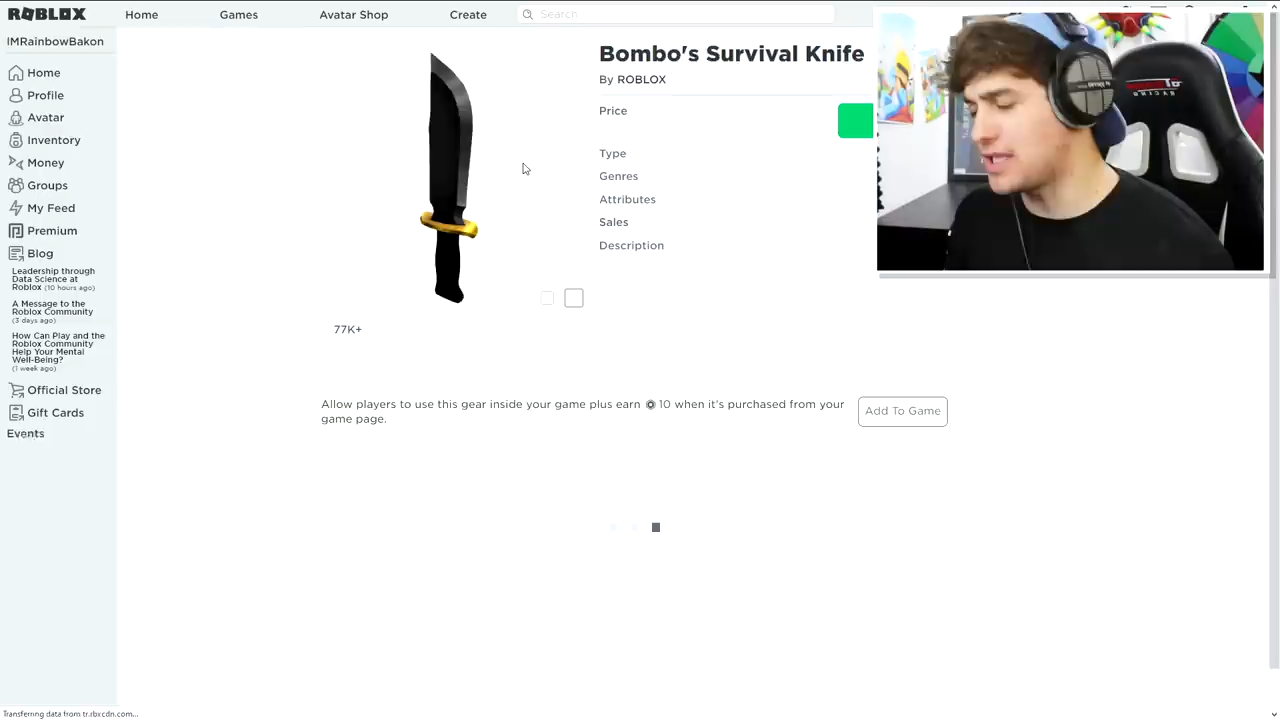 ROBLOX
Home
Games
Avatar Shop
Create
Search
IMRainbowBakon
Home
Profile
Avatar
Inventory
Money
Groups
My Feed
Premium
Blog
Leadership through
Data Science at
Roblox (10 hours ago)
A Message to the
Roblox Community
(3 days ago)
How Can Play and the
Roblox Community
Help Your Mental
Well-Being?
(1 week ago)
Official Store
Gift Cards
Events
Bombo's Survival Knife
By ROBLOX
Price
Type
Genres
Attributes
Sales
Description
77K+
Allow players to use this gear inside your game plus earn 10 when it's purchased from your
game page.
Add To Game
RACING
Transferring data from tr.rbxcdn.com...